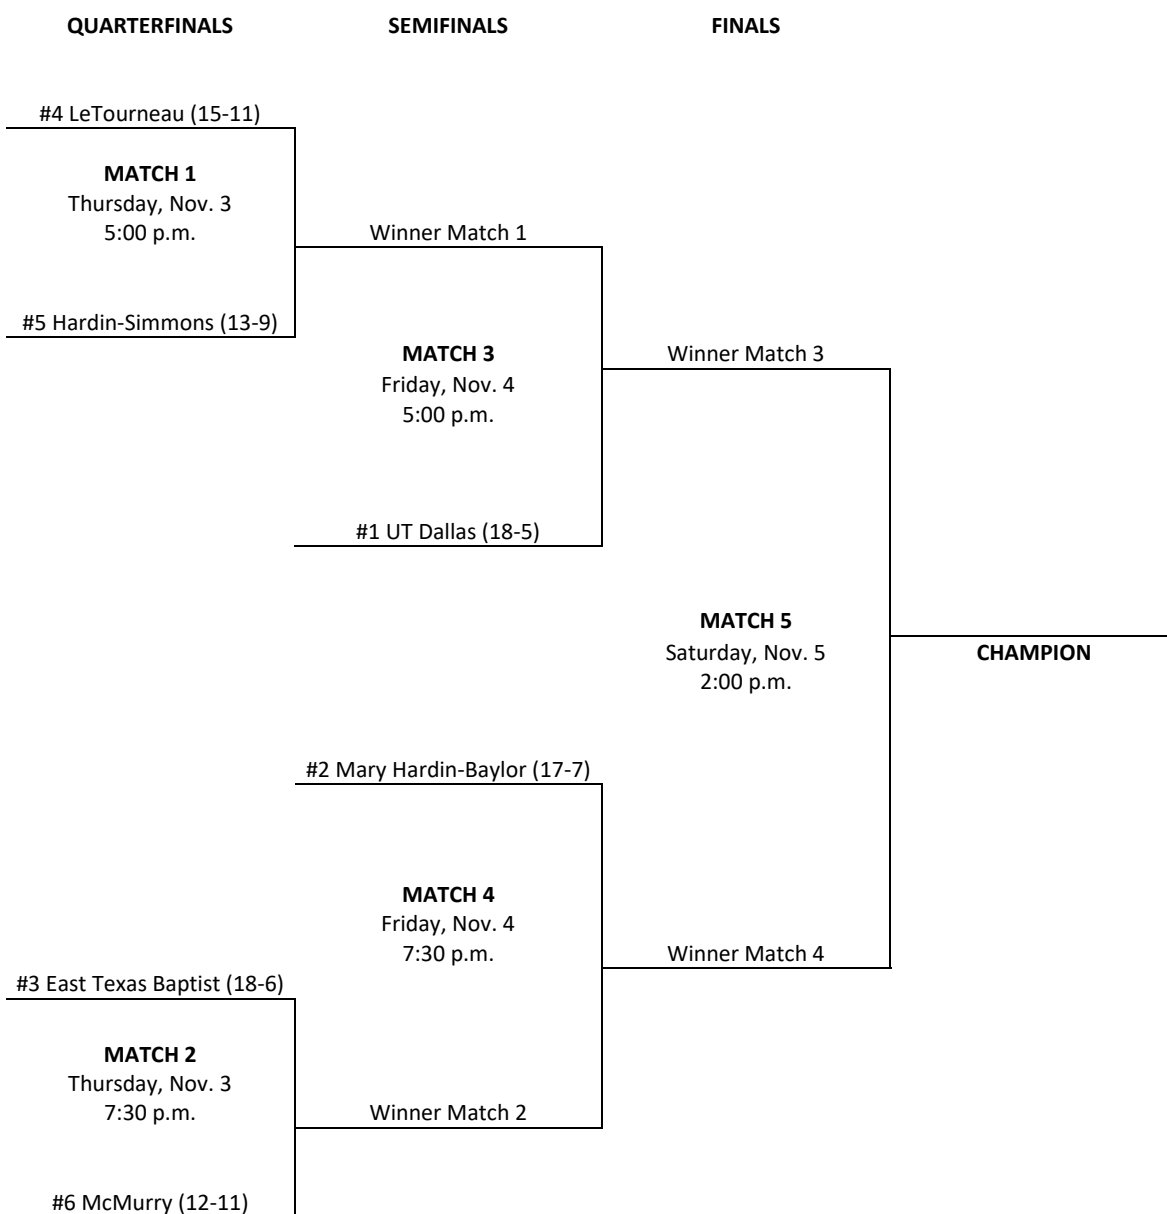 QUARTERFINALS SEMIFINALS FINALS
#4 LeTourneau (15-11)
MATCH 1
Thursday, Nov. 3
5:00 p.m.
Winner Match 1
#5 Hardin-Simmons (13-9)
MATCH 3
Friday, Nov. 4
5:00 p.m.
Winner Match 3
#1 UT Dallas (18-5)
MATCH 5
Saturday, Nov. 5
2:00 p.m.
CHAMPION
#2 Mary Hardin-Baylor (17-7)
MATCH 4
Friday, Nov. 4
7:30 p.m.
Winner Match 4
#3 East Texas Baptist (18-6)
MATCH 2
Thursday, Nov. 3
7:30 p.m.
Winner Match 2
#6 McMurry (12-11)